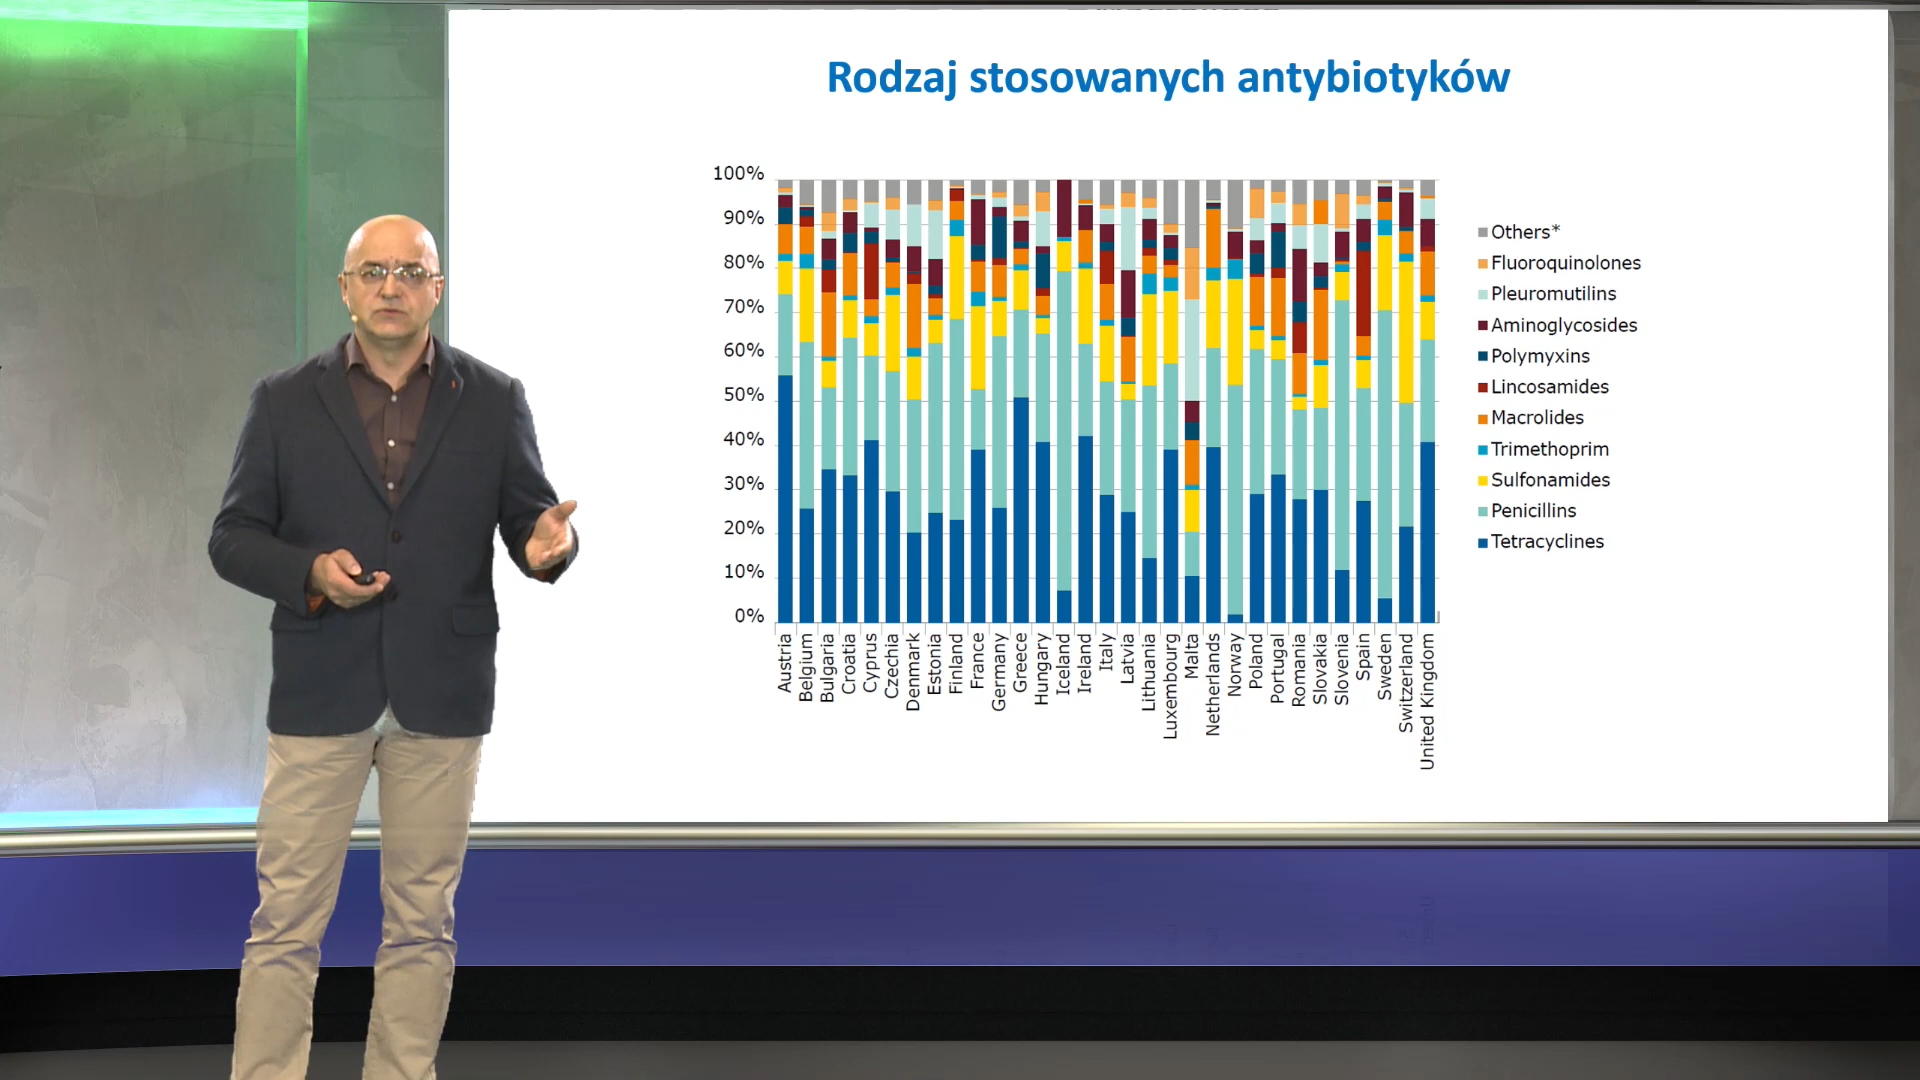 Rodzaj stosowanych antybiotyków
100%
90%
80%
70%
60%
50%
40%
30%
20%
10%
0%
Austria
Belgium
Bulgaria
Croatia
Cyprus
Czechia
Denmark
Estonia
Finland
France
Germany
Greece
Hungary
Iceland
Ireland
Italy
Latvia
Lithuania
Luxembourg
Malta
Netherlands
Norway
Poland
Portugal
Romania
Slovakia
Slovenia
Spain
Sweden
Switzerland
United Kingdom
Others*
Fluoroquinolones
Pleuromutilins
Aminoglycosides
Polymyxins
Lincosamides
Macrolides
Trimethoprim
Sulfonamides
Penicillins
Tetracyclines